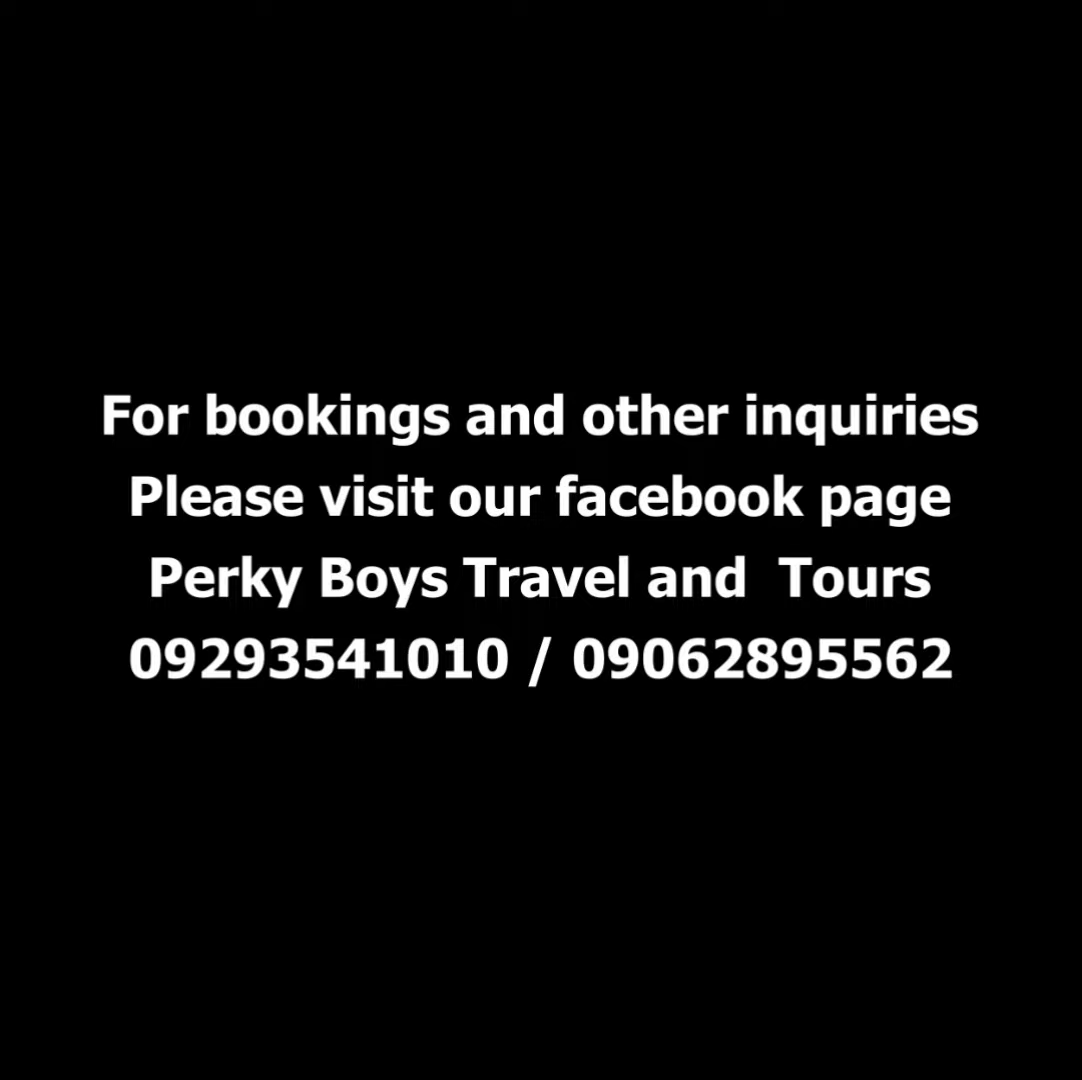 For bookings and other inquiries
Please visit our facebook page
Perky Boys Travel and  Tours
09293541010 / 09062895562